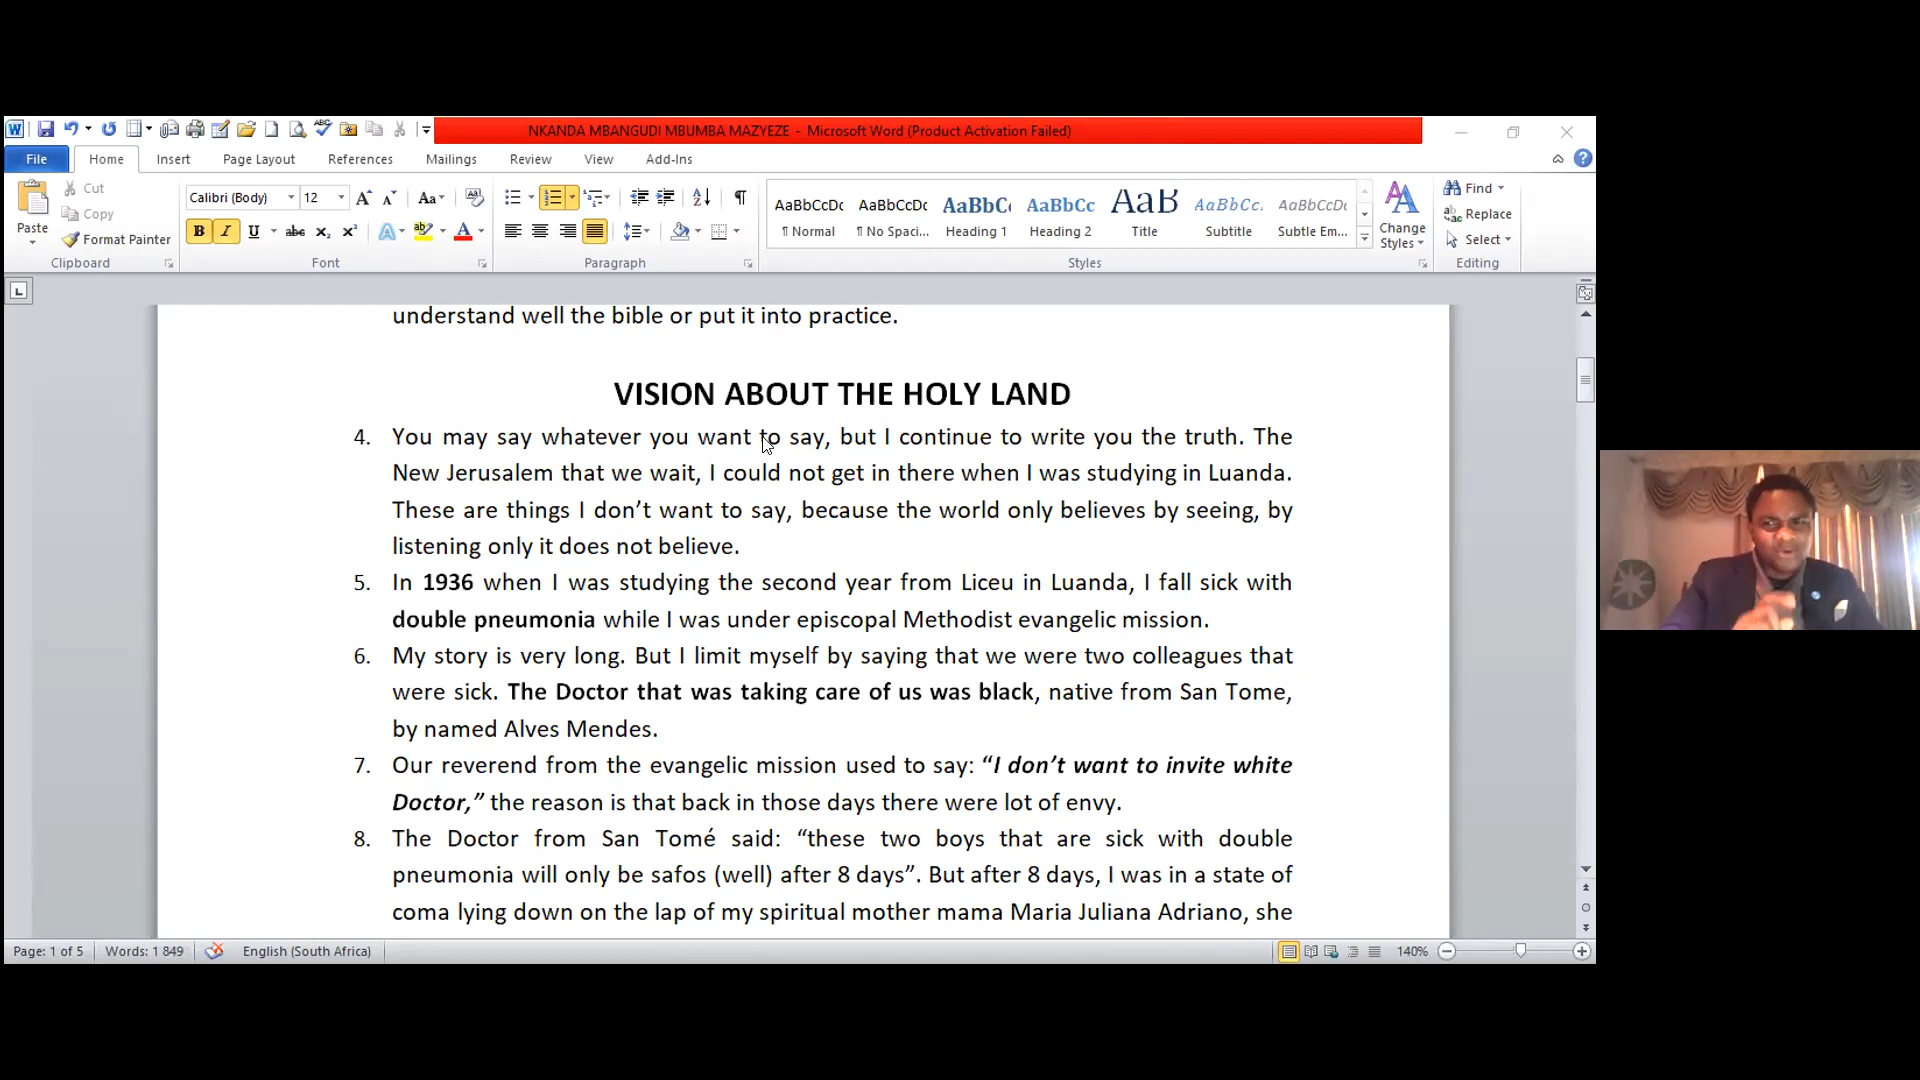 NKANDA MBANGUDI MBUMBA MAZYEZE - Microsoft Word (Product Activation Failed)
File Home Insert Page Layout References Mailings Review View Add-Ins
Paste
Cut
Copy
Format Painter
Clipboard
Calibri (Body) 12
Font
Paragraph
AaBbCcDc AaBbCcDc AaBbC AaBbCc AaB AaBbCc. AaBbCcDc
¶ Normal ¶ No Spaci... Heading 1 Heading 2 Title Subtitle Subtle Em...
Change
Styles
Styles
Find
Replace
Select
Editing
understand well the bible or put it into practice.
VISION ABOUT THE HOLY LAND
4. You may say whatever you want to say, but I continue to write you the truth. The
New Jerusalem that we wait, I could not get in there when I was studying in Luanda.
These are things I don’t want to say, because the world only believes by seeing, by
listening only it does not believe.
5. In 1936 when I was studying the second year from Liceu in Luanda, I fall sick with
double pneumonia while I was under episcopal Methodist evangelic mission.
6. My story is very long. But I limit myself by saying that we were two colleagues that
were sick. The Doctor that was taking care of us was black, native from San Tome,
by named Alves Mendes.
7. Our reverend from the evangelic mission used to say: “I don’t want to invite white
Doctor,” the reason is that back in those days there were lot of envy.
8. The Doctor from San Tomé said: “these two boys that are sick with double
pneumonia will only be safos (well) after 8 days”. But after 8 days, I was in a state of
coma lying down on the lap of my spiritual mother mama Maria Juliana Adriano, she
Page: 1 of 5 Words: 1 849 English (South Africa) 140%